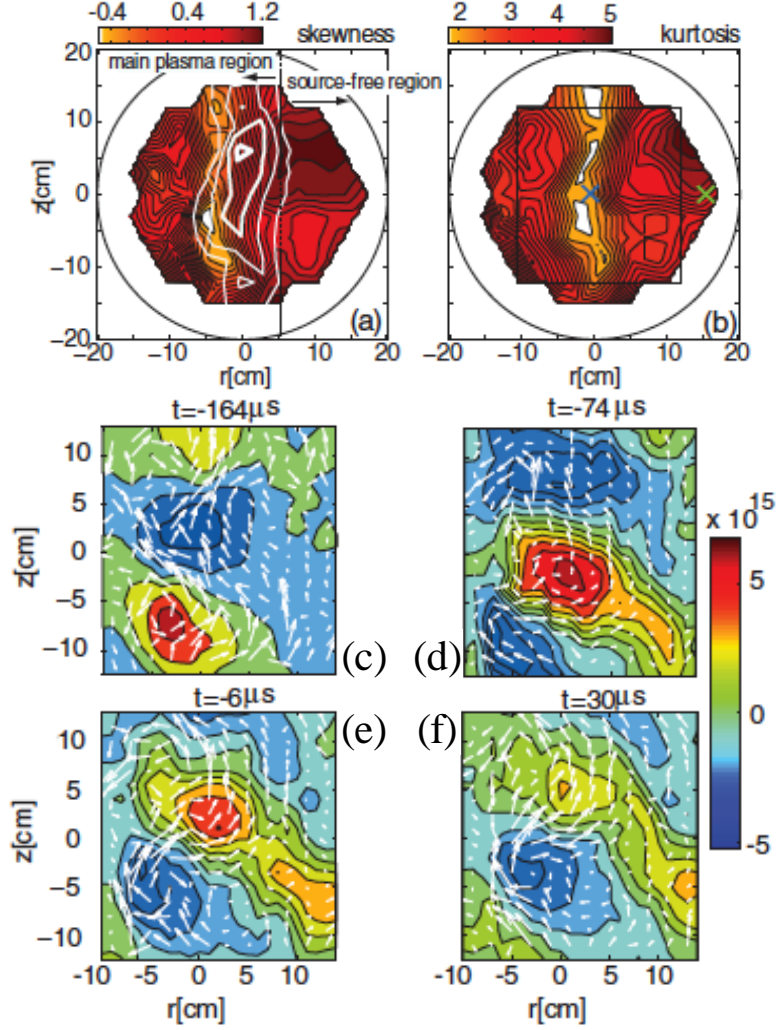 -0.4 0.4 1.2 2 3 4 5
skewness kurtosis
main plasma region
source-free region
20
10
0
-10
-20
z[cm]
(a) (b)
-20 -10 0 10 20 -20 -10 0 10 20
r[cm] r[cm]
t=-164μs t=-74μs
10
5
0
-5
-10
z[cm]
(c) (d)
x 10^15
5
0
-5
t=-6μs t=30μs
(e) (f)
10
5
0
-5
-10
z[cm]
-10 -5 0 5 10 -5 0 5 10
r[cm] r[cm]